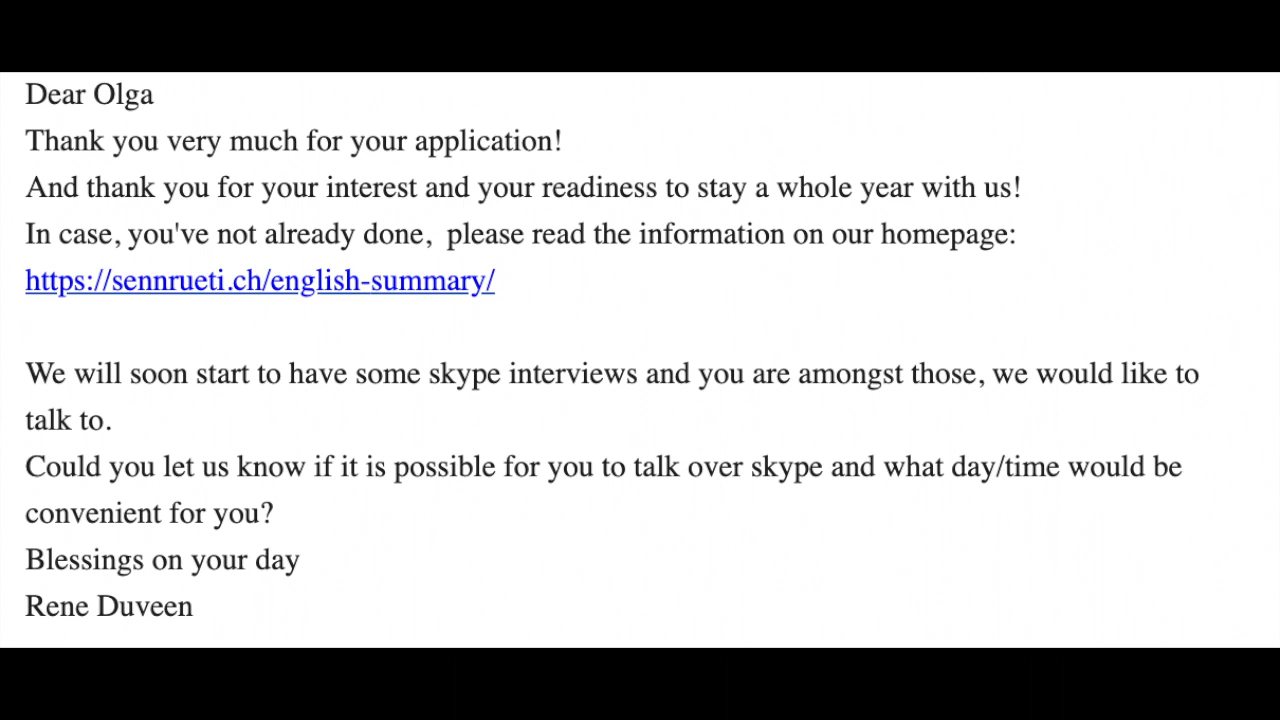 Dear Olga
Thank you very much for your application!
And thank you for your interest and your readiness to stay a whole year with us!
In case, you've not already done,  please read the information on our homepage:
https://sennrueti.ch/english-summary/
We will soon start to have some skype interviews and you are amongst those, we would like to
talk to.
Could you let us know if it is possible for you to talk over skype and what day/time would be
convenient for you?
Blessings on your day
Rene Duveen